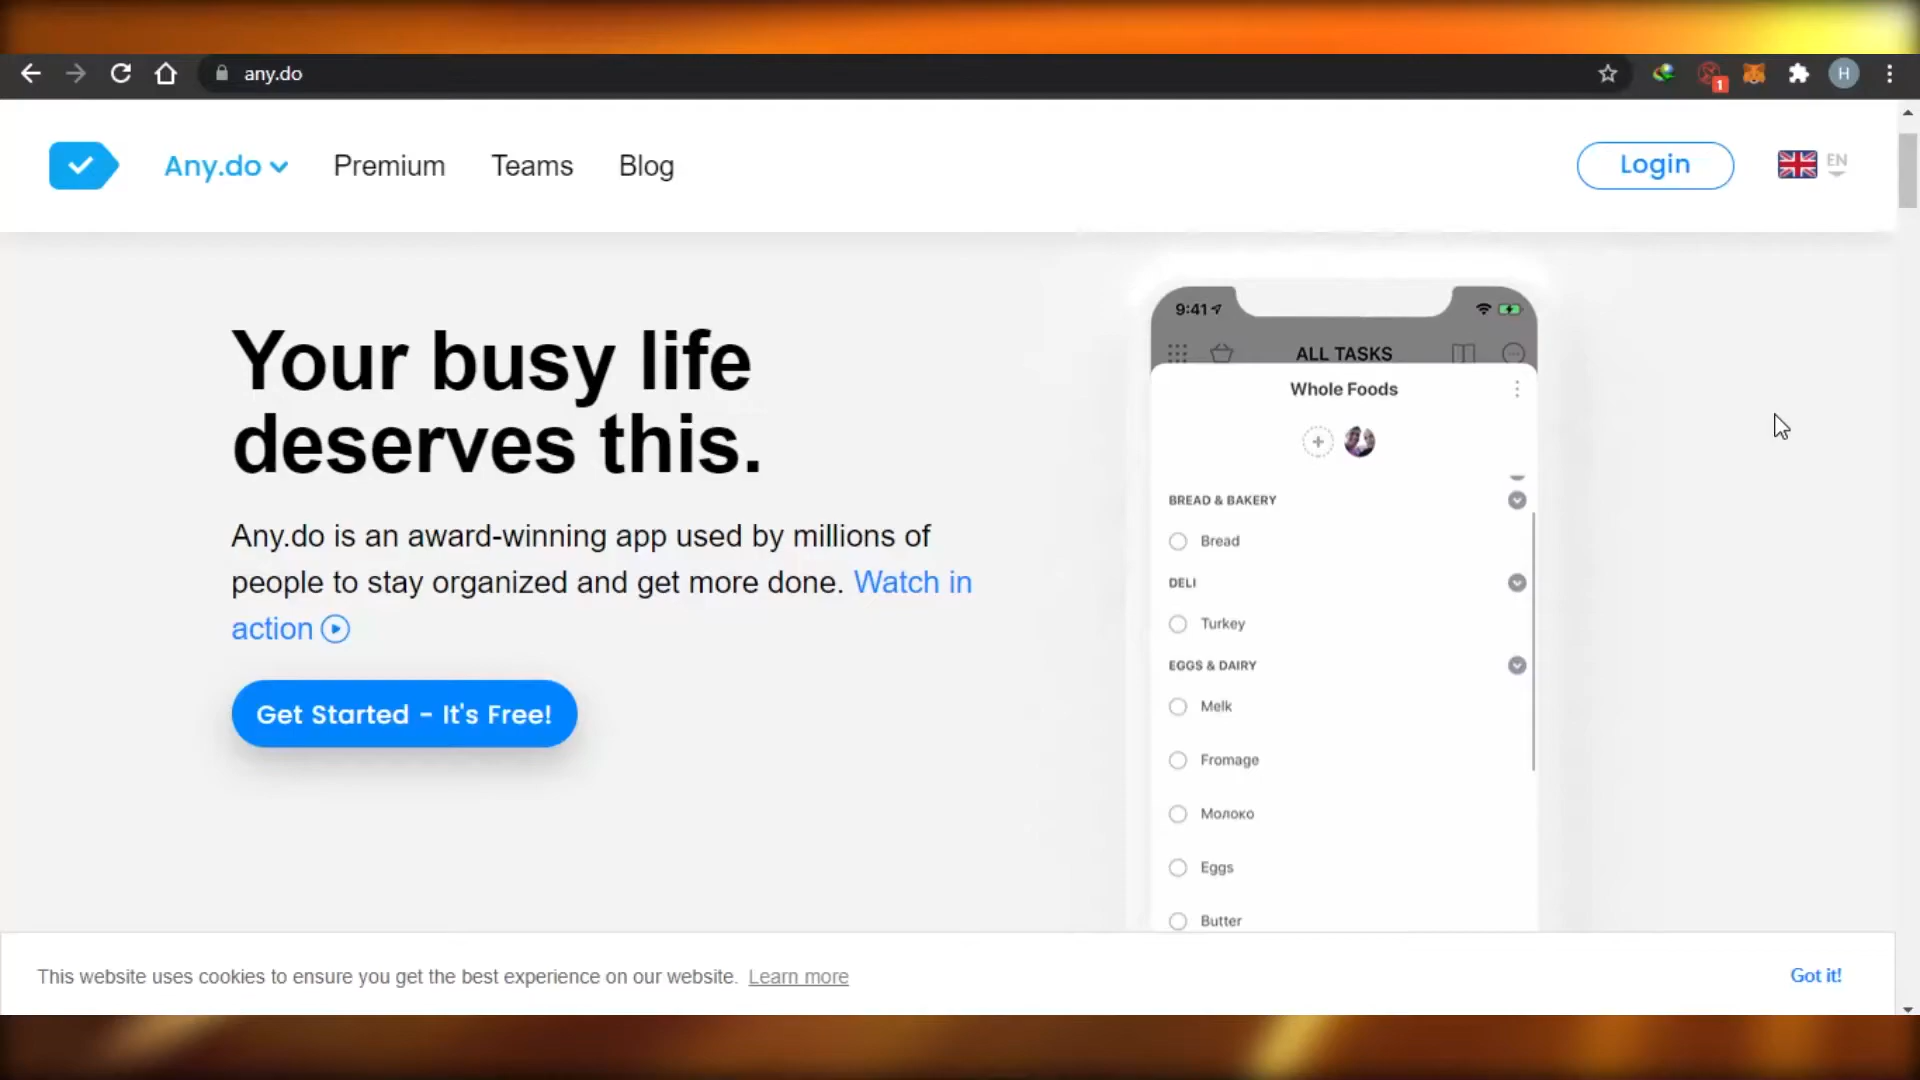 any.do
1
H
Any.do
Premium
Teams
Blog
Login
EN
Your busy life
deserves this.
Any.do is an award-winning app used by millions of
people to stay organized and get more done. Watch in
action
Get Started - It's Free!
9:41
ALL TASKS
Whole Foods
BREAD & BAKERY
Bread
DELI
Turkey
EGGS & DAIRY
Melk
Fromage
Молоко
Eggs
Butter
This website uses cookies to ensure you get the best experience on our website. Learn more
Got it!